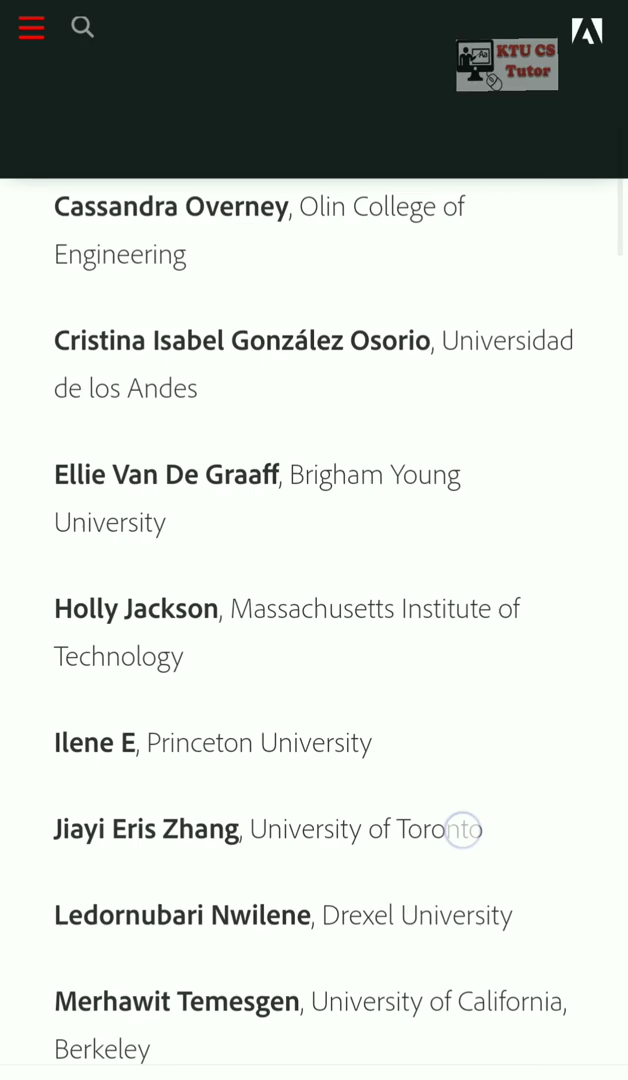 KTU CS
Tutor
Cassandra Overney, Olin College of
Engineering
Cristina Isabel González Osorio, Universidad
de los Andes
Ellie Van De Graaff, Brigham Young
University
Holly Jackson, Massachusetts Institute of
Technology
Ilene E, Princeton University
Jiayi Eris Zhang, University of Toronto
Ledornubari Nwilene, Drexel University
Merhawit Temesgen, University of California,
Berkeley